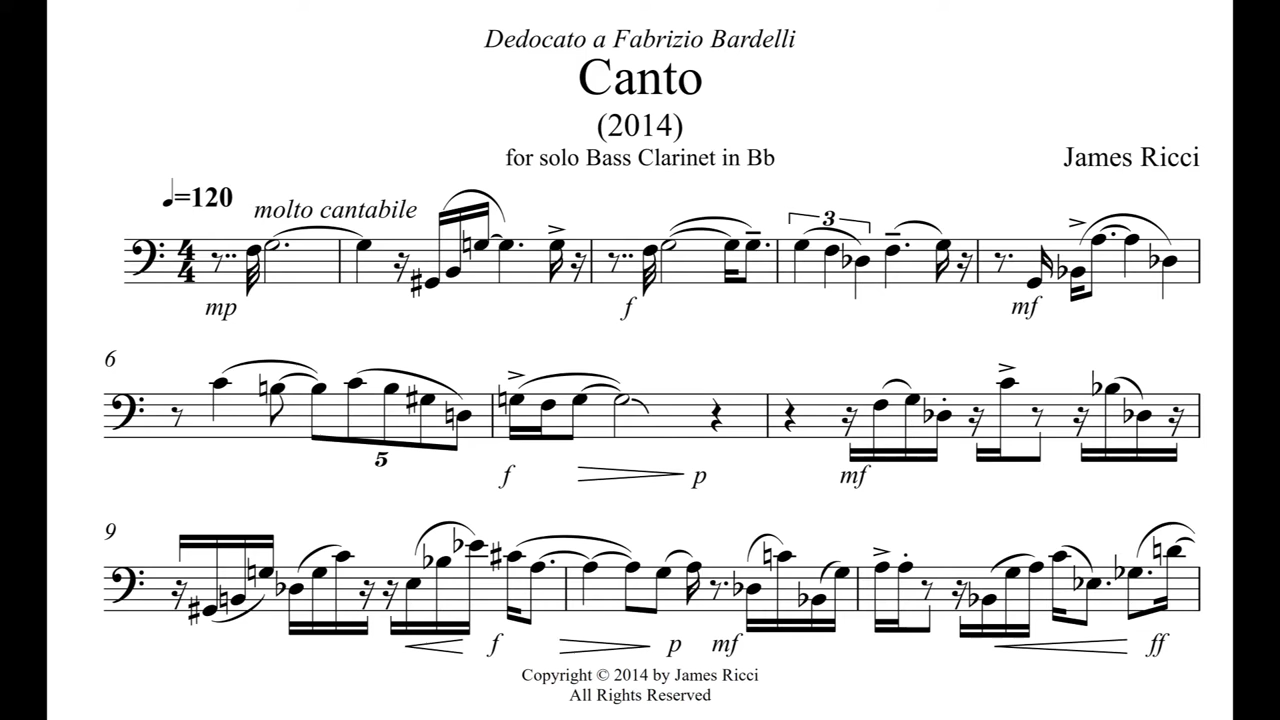 Dedocato a Fabrizio Bardelli
Canto
(2014)
for solo Bass Clarinet in Bb
James Ricci
♩=120
molto cantabile
3
mp
f
mf
6
5
f
p
mf
9
f
p
mf
ff
Copyright © 2014 by James Ricci
All Rights Reserved